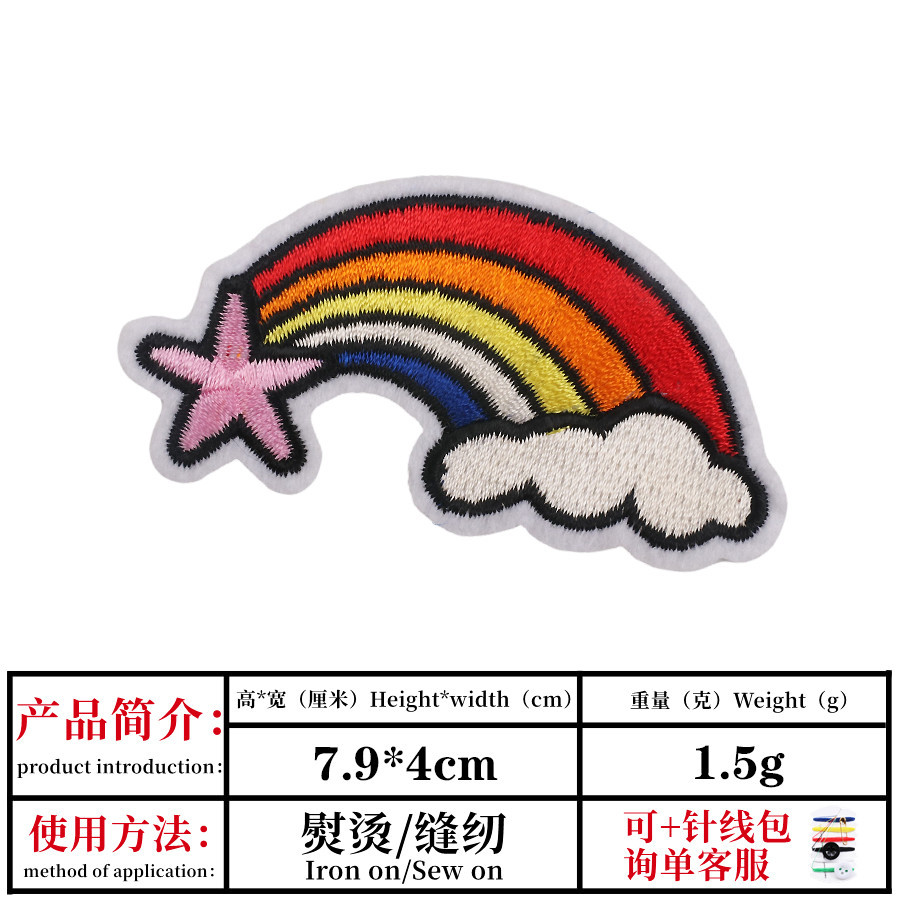 产品简介：
product introduction：
高*宽（厘米）Height*width（cm）
7.9*4cm
重量（克）Weight（g）
1.5g
使用方法：
method of application：
熨烫/缝纫
Iron on/Sew on
可+针线包
询单客服